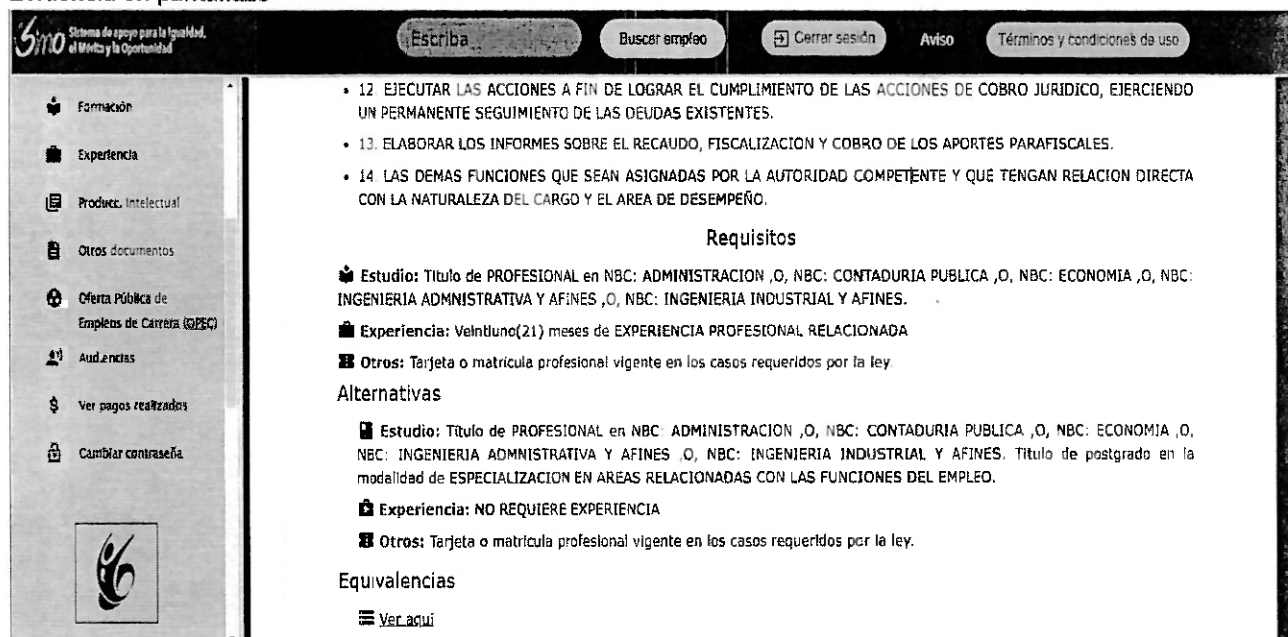 Simo Sistema de apoyo para la Igualdad,
el Mérito y la Oportunidad
Escriba
Buscar empleo
Cerrar sesión
Aviso
Términos y condiciones de uso
Formación
Experiencia
Producc. Intelectual
Otros documentos
Oferta Pública de
Empleos de Carrera (OPEC)
Audiencias
$ Ver pagos realizados
Cambiar contraseña
• 12. EJECUTAR LAS ACCIONES A FIN DE LOGRAR EL CUMPLIMIENTO DE LAS ACCIONES DE COBRO JURIDICO, EJERCIENDO
UN PERMANENTE SEGUIMIENTO DE LAS DEUDAS EXISTENTES.
• 13. ELABORAR LOS INFORMES SOBRE EL RECAUDO, FISCALIZACION Y COBRO DE LOS APORTES PARAFISCALES.
• 14. LAS DEMAS FUNCIONES QUE SEAN ASIGNADAS POR LA AUTORIDAD COMPETENTE Y QUE TENGAN RELACION DIRECTA
CON LA NATURALEZA DEL CARGO Y EL AREA DE DESEMPEÑO.
Requisitos
Estudio: Titulo de PROFESIONAL en NBC: ADMINISTRACION ,O, NBC: CONTADURIA PUBLICA ,O, NBC: ECONOMIA ,O, NBC:
INGENIERIA ADMNISTRATIVA Y AFINES ,O, NBC: INGENIERIA INDUSTRIAL Y AFINES.
Experiencia: Veintiuno(21) meses de EXPERIENCIA PROFESIONAL RELACIONADA
Otros: Tarjeta o matrícula profesional vigente en los casos requeridos por la ley.
Alternativas
Estudio: Titulo de PROFESIONAL en NBC: ADMINISTRACION ,O, NBC: CONTADURIA PUBLICA ,O, NBC: ECONOMIA ,O,
NBC: INGENIERIA ADMNISTRATIVA Y AFINES ,O, NBC: INGENIERIA INDUSTRIAL Y AFINES. Titulo de postgrado en la
modalidad de ESPECIALIZACION EN AREAS RELACIONADAS CON LAS FUNCIONES DEL EMPLEO.
Experiencia: NO REQUIERE EXPERIENCIA
Otros: Tarjeta o matrícula profesional vigente en los casos requeridos por la ley.
Equivalencias
Ver aquí